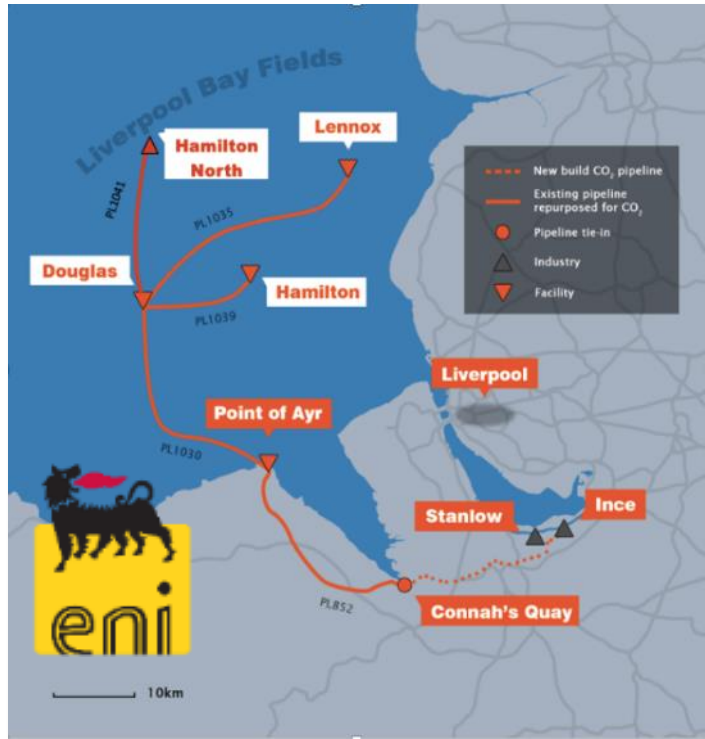 Liverpool Bay Fields
Lennox
Hamilton
North
PL1041
PL1035
New build CO₂ pipeline
Existing pipeline
repurposed for CO₂
Pipeline tie-in
Industry
Facility
Douglas
Hamilton
PL1039
Liverpool
Point of Ayr
PL1030
Ince
Stanlow
PL852
Connah's Quay
eni
10km